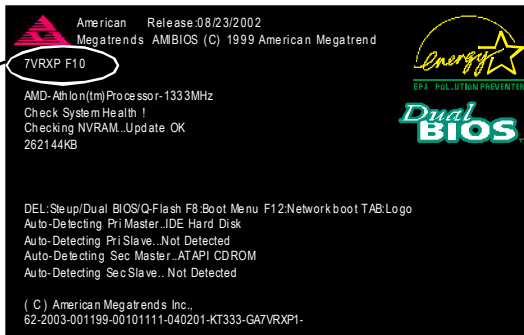 American Release:08/23/2002
Megatrends AMIBIOS (C) 1999 American Megatrend
7VRXP F10
energy
EPA POLLUTION PREVENTER
AMD-Athlon(tm)Processor-1333MHz
Check System Health !
Checking NVRAM...Update OK
262144KB
Dual
BIOS
DEL:Steup/Dual BIOS/Q-Flash F8:Boot Menu F12:Network boot TAB:Logo
Auto-Detecting Pri Master..IDE Hard Disk
Auto-Detecting Pri Slave...Not Detected
Auto-Detecting Sec Master..ATAPI CDROM
Auto-Detecting Sec Slave.. Not Detected
( C ) American Megatrends Inc.,
62-2003-001199-00101111-040201-KT333-GA7VRXP1-